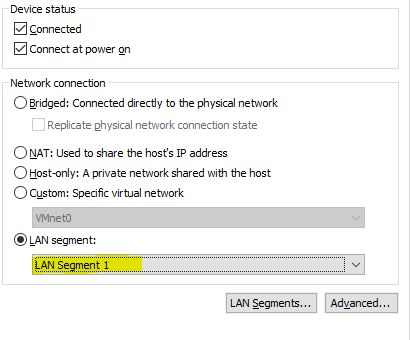 Device status
Connected
Connect at power on
Network connection
Bridged: Connected directly to the physical network
Replicate physical network connection state
NAT: Used to share the host's IP address
Host-only: A private network shared with the host
Custom: Specific virtual network
VMnet0
LAN segment:
LAN Segment 1
LAN Segments... Advanced...